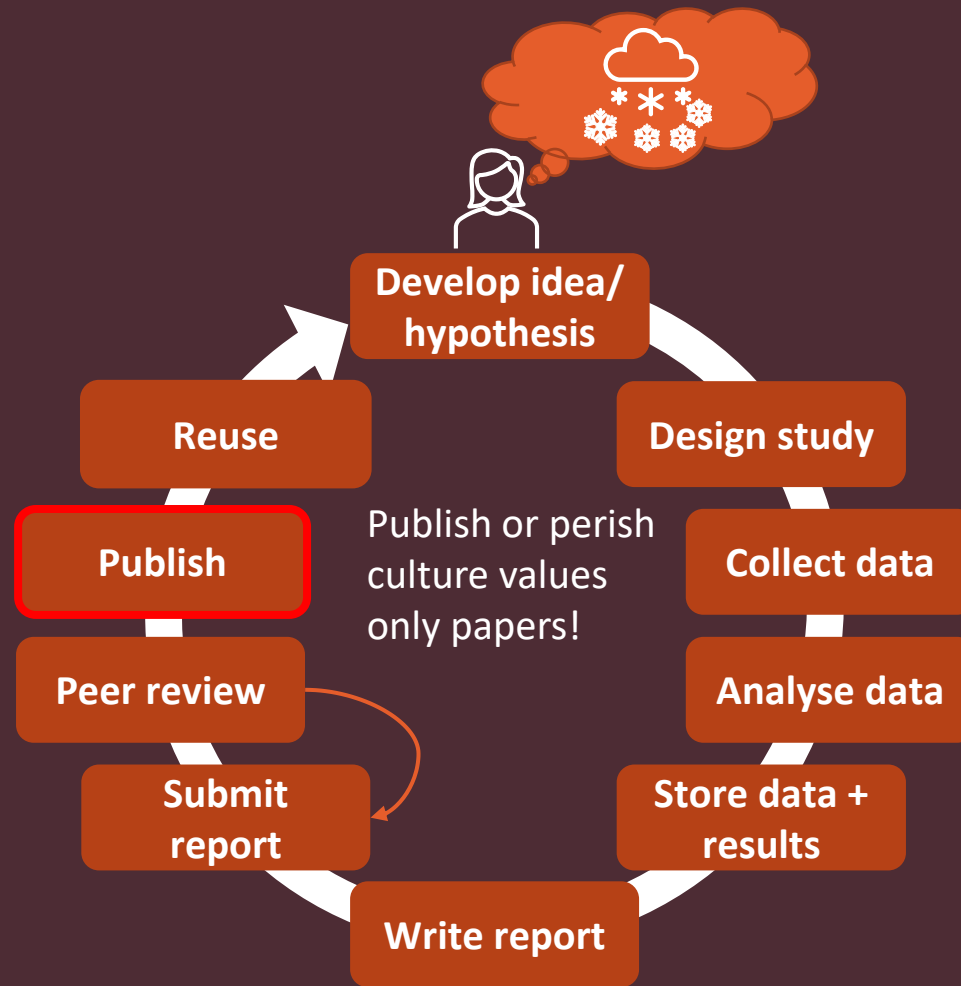 Develop idea/
hypothesis
Design study
Collect data
Analyse data
Store data +
results
Write report
Submit
report
Peer review
Publish
Reuse
Publish or perish
culture values
only papers!